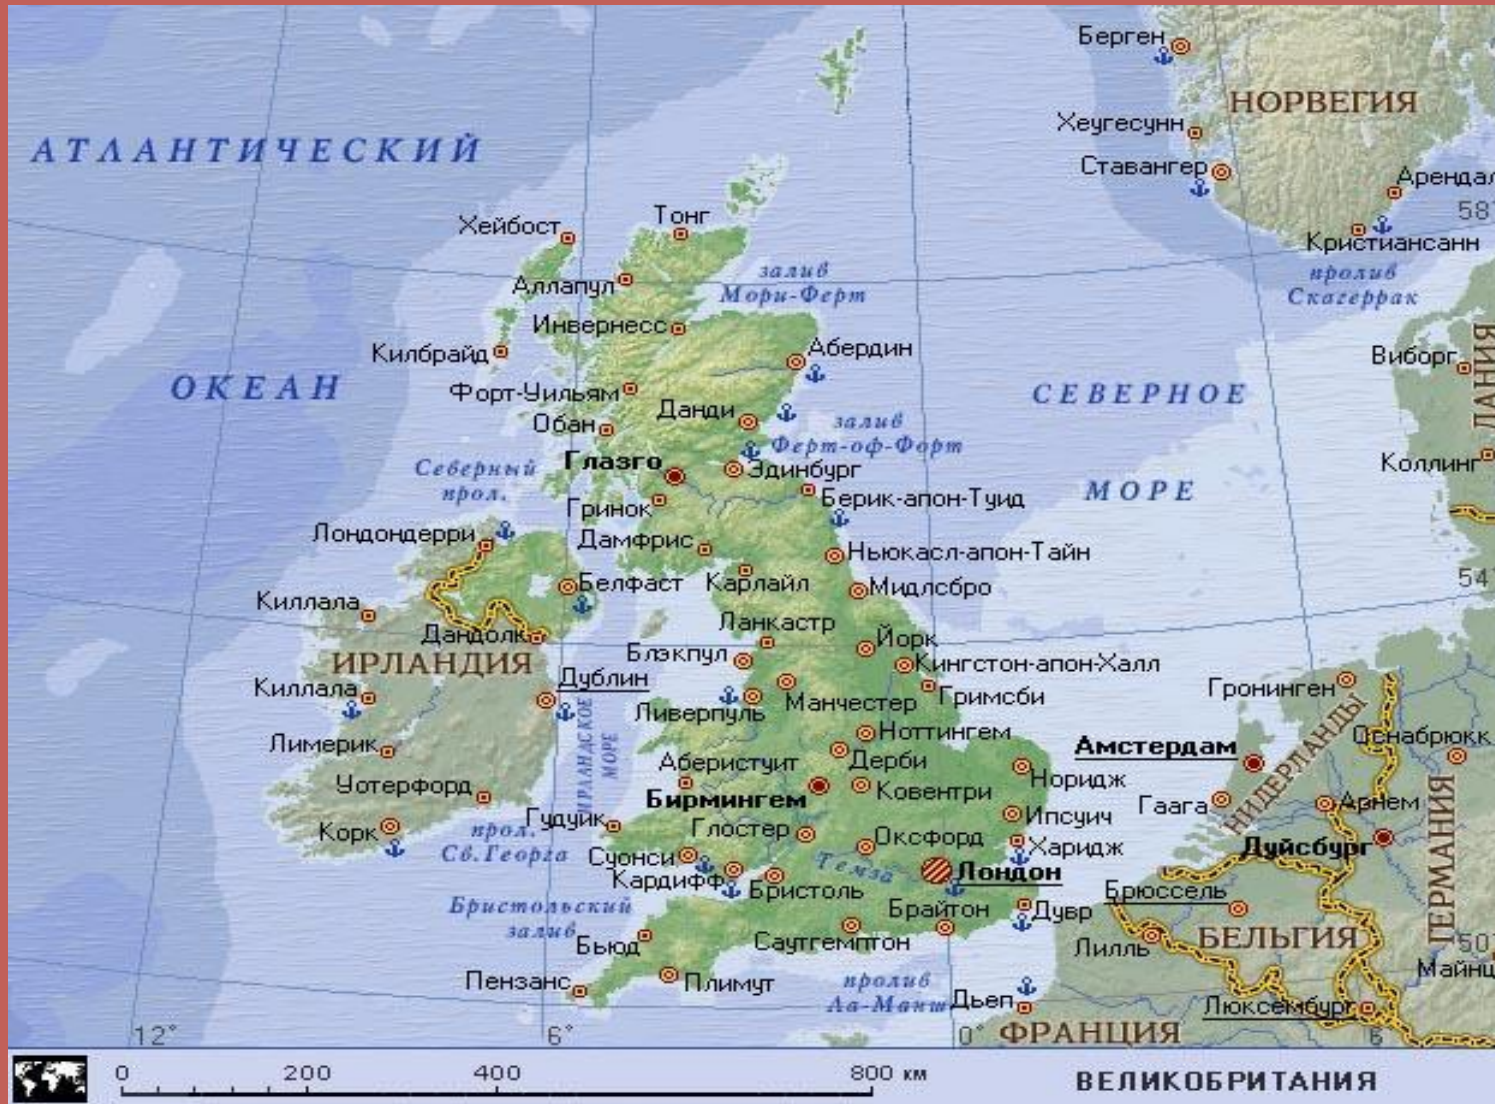 Берген
НОРВЕГИЯ
Хеугесунн
АТЛАНТИЧЕСКИЙ
Ставангер
Арендал
58°
Хейбост
Тонг
Кристиансанн
залив
Мори-Ферт
пролив
Скагеррак
Аллапул
Инвернесс
Килбрайд
Абердин
Виборг
ДАНИЯ
ОКЕАН
Форт-Уильям
СЕВЕРНОЕ
Данди
Обан
залив
Ферт-оф-Форт
Глазго
Эдинбург
Коллинг
Северный
прол.
МОРЕ
Гринок
Берик-апон-Туид
Лондондерри
Дамфрис
Ньюкасл-апон-Тайн
Белфаст
Карлайл
Мидлсбро
54°
Киллала
Ланкастр
Дандолк
Йорк
ИРЛАНДИЯ
Блэкпул
Кингстон-апон-Халл
Дублин
Киллала
Манчестер
Гримсби
Гронинген
Ливерпуль
ИРЛАНДСКОЕ
МОРЕ
Ноттингем
НИДЕРЛАНДЫ
Лимерик
Аберистуит
Дерби
Амстердам
Оснабрюкк
Норидж
Уотерфорд
Бирмингем
Ковентри
Гаага
Арнем
ГЕРМАНИЯ
Корк
прол.
Св.Георга
Гудуйк
Глостер
Оксфорд
Ипсуич
Харидж
Дуйсбург
Суонси
Темза
Лондон
Кардифф
Бристоль
Брюссель
Бристольский
залив
Брайтон
Дувр
Бьюд
Саутгемптон
Лилль
БЕЛЬГИЯ
50°
Майнц
Пензанс
Плимут
пролив
Ла-Манш
Дьеп
Люксембург
12°
6°
0°
ФРАНЦИЯ
6
0 200 400 800 км
ВЕЛИКОБРИТАНИЯ